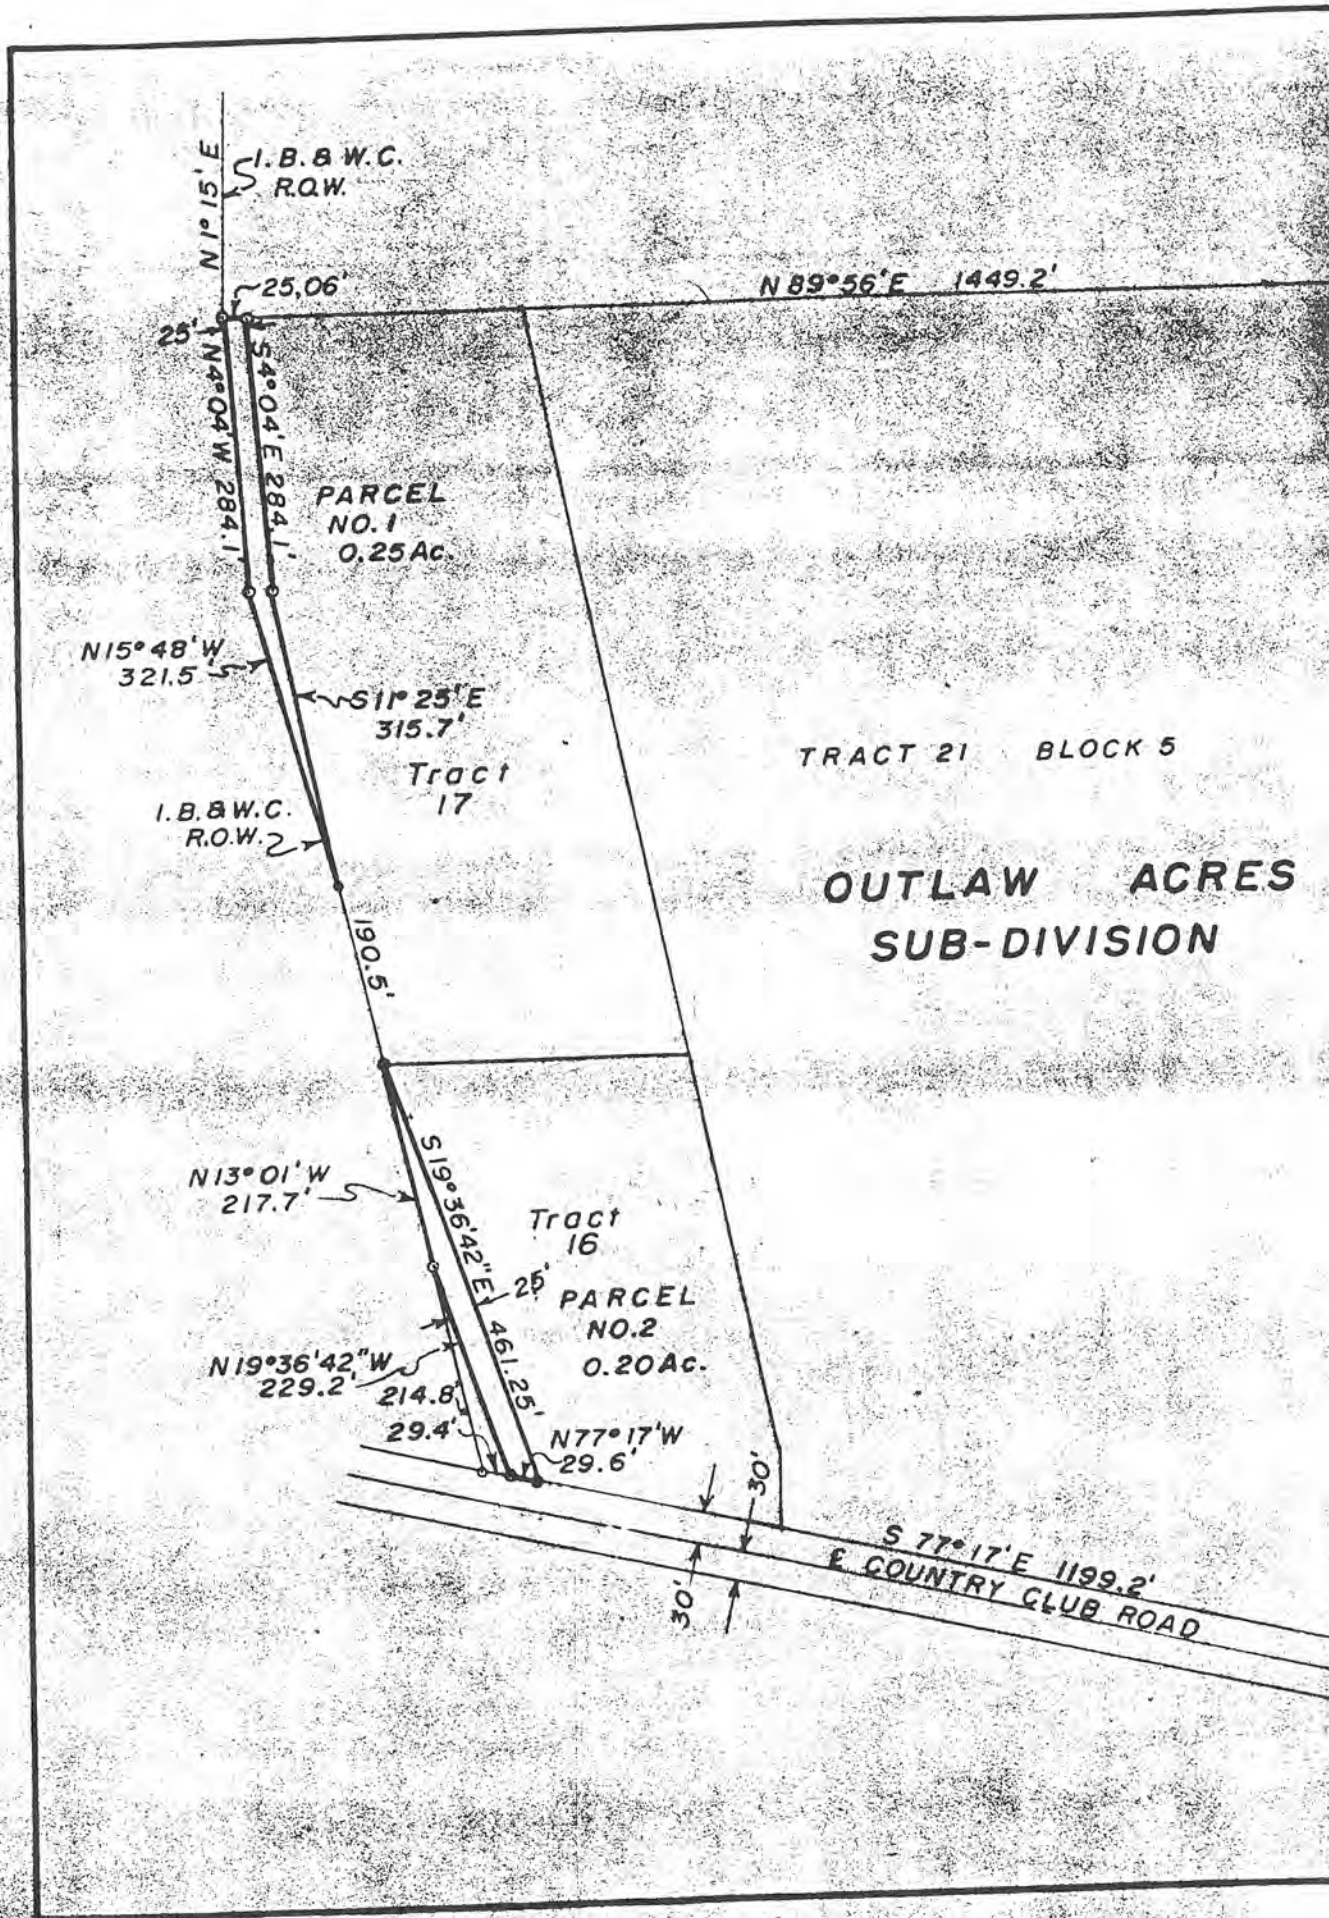 N 1° 15' E
I. B. & W. C.
R.O.W.
25.06'
N 89° 56' E 1449.2'
25'
N 4° 04' W 284.1'
S 4° 04' E 284.1'
PARCEL
NO. 1
0.25 Ac.
N 15° 48' W
321.5'
S 11° 25' E
315.7'
Tract
17
TRACT 21 BLOCK 5
I. B. & W. C.
R.O.W.
OUTLAW ACRES
SUB-DIVISION
190.5'
N 13° 01' W
217.7'
S 19° 36' 42" E 461.25'
Tract
16
25'
PARCEL
NO. 2
0.20 Ac.
N 19° 36' 42" W
229.2'
214.8'
29.4'
N 77° 17' W
29.6'
30'
S 77° 17' E 1199.2'
℄ COUNTRY CLUB ROAD
30'